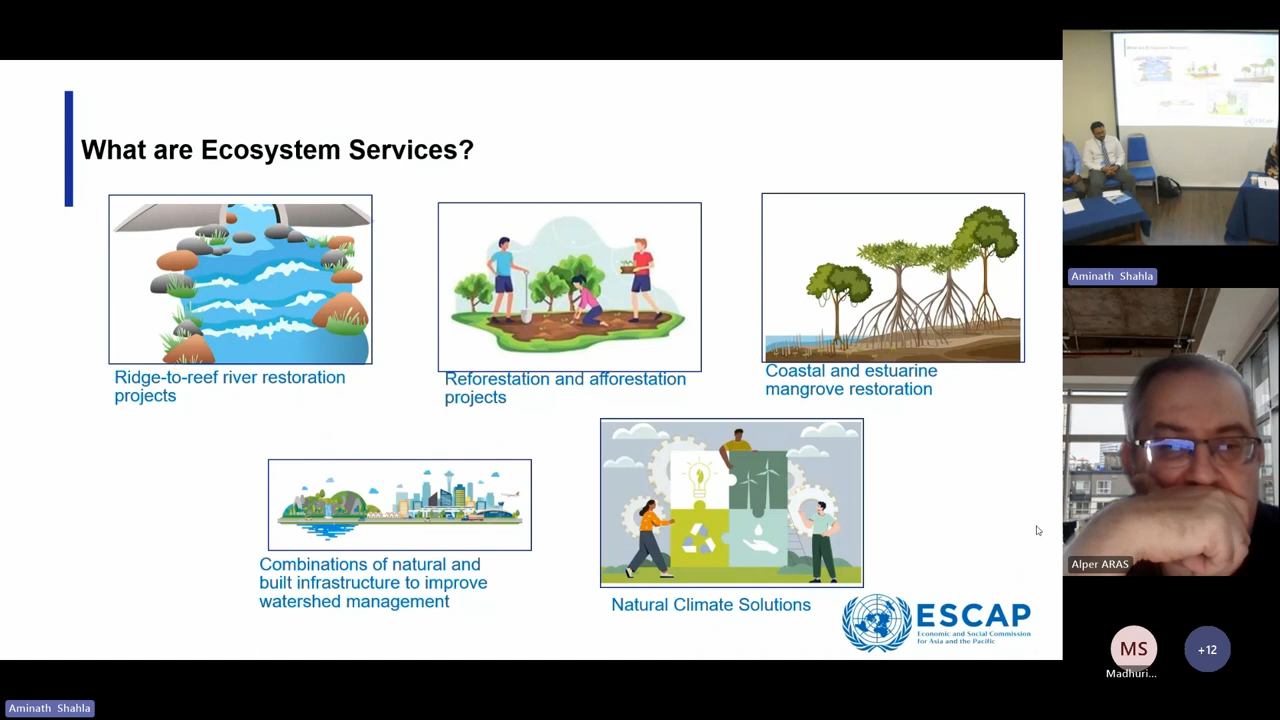 What are Ecosystem Services?
Ridge-to-reef river restoration
projects
Reforestation and afforestation
projects
Coastal and estuarine
mangrove restoration
Combinations of natural and
built infrastructure to improve
watershed management
Natural Climate Solutions
ESCAP
Economic and Social Commission
for Asia and the Pacific
Aminath Shahla
Alper ARAS
MS
Madhuri...
+12
Aminath Shahla